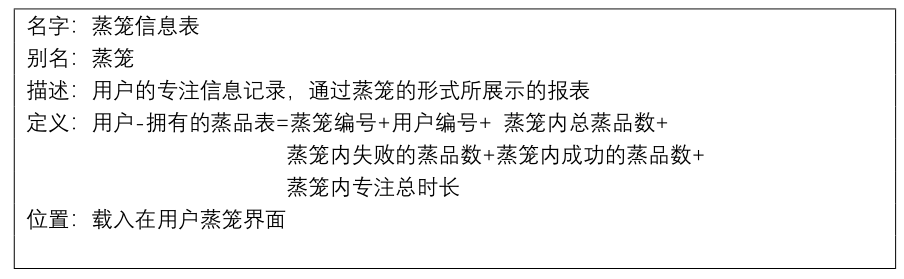 名字：蒸笼信息表
别名：蒸笼
描述：用户的专注信息记录，通过蒸笼的形式所展示的报表
定义：用户-拥有的蒸品表=蒸笼编号+用户编号+ 蒸笼内总蒸品数+
蒸笼内失败的蒸品数+蒸笼内成功的蒸品数+
蒸笼内专注总时长
位置：载入在用户蒸笼界面